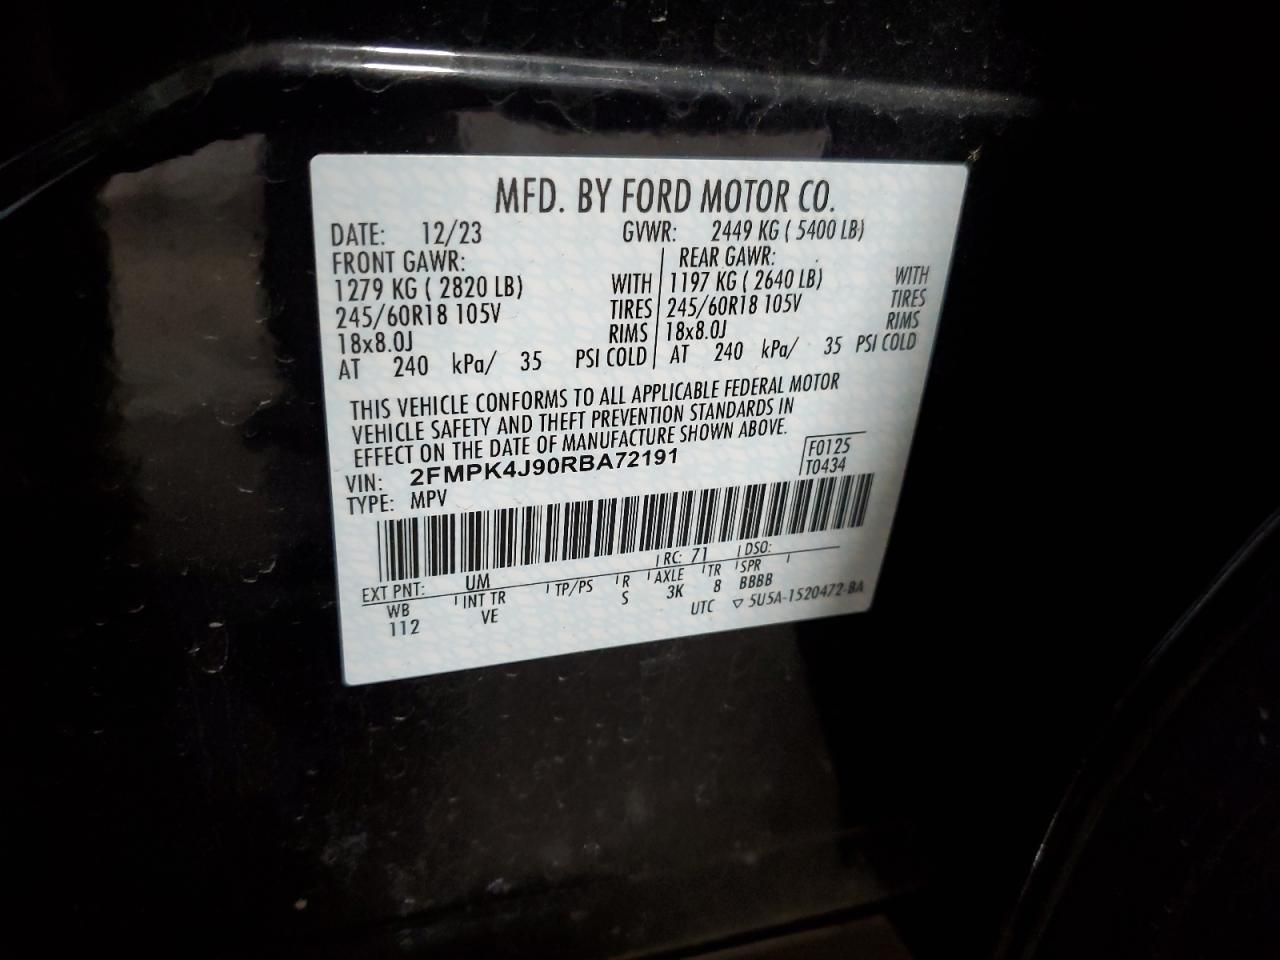 MFD. BY FORD MOTOR CO.
DATE: 12/23 GVWR: 2449 KG ( 5400 LB)
FRONT GAWR: REAR GAWR:
1279 KG ( 2820 LB) WITH 1197 KG ( 2640 LB) WITH
245/60R18 105V TIRES 245/60R18 105V TIRES
18x8.0J RIMS 18x8.0J RIMS
AT 240 kPa/ 35 PSI COLD AT 240 kPa/ 35 PSI COLD
THIS VEHICLE CONFORMS TO ALL APPLICABLE FEDERAL MOTOR
VEHICLE SAFETY AND THEFT PREVENTION STANDARDS IN
EFFECT ON THE DATE OF MANUFACTURE SHOWN ABOVE.
VIN: 2FMPK4J90RBA72191 F0125
TYPE: MPV T0434
EXT PNT: UM RC: 71 DSO:
WB INT TR TP/PS R AXLE TR SPR
112 VE S 3K 8 BBBB
UTC ▽ 5U5A-1520472-BA